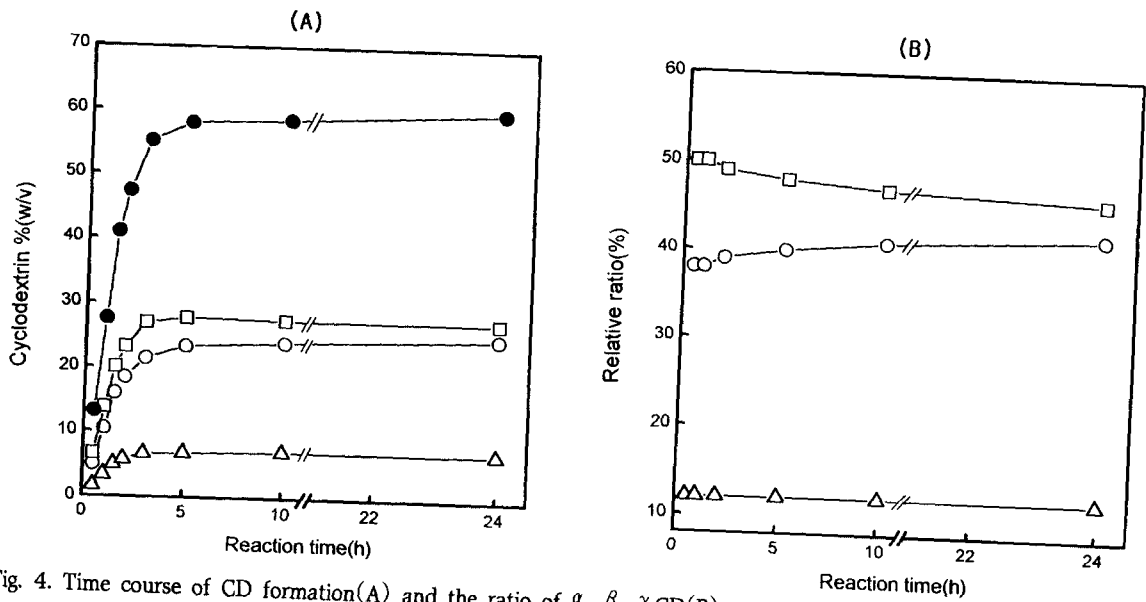 (A)
70
60
50
40
30
20
10
0
Cyclodextrin %(w/v)
0 5 10 22 24
Reaction time(h)
(B)
60
50
40
30
20
10
Relative ratio(%)
0 5 10 22 24
Reaction time(h)
Fig. 4. Time course of CD formation(A) and the ratio of α-, β-, γ-CD(B)